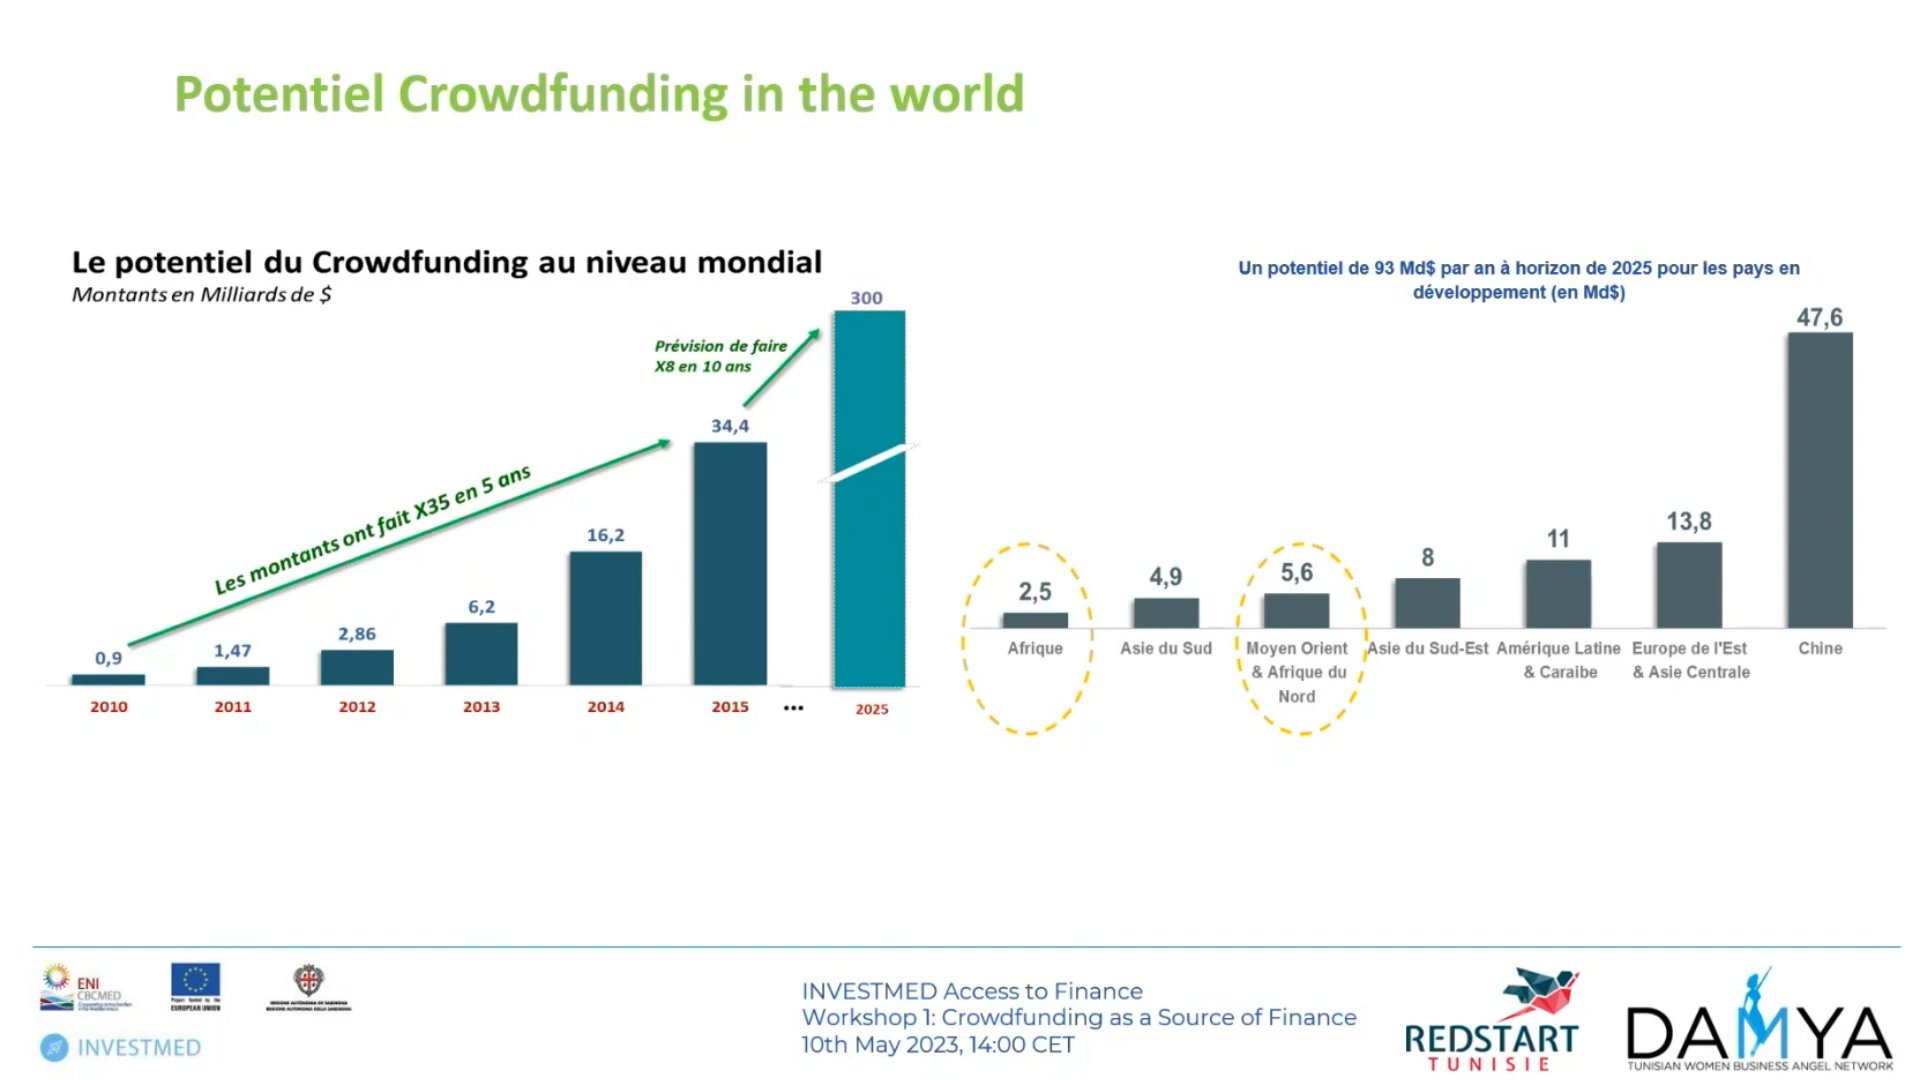 Potentiel Crowdfunding in the world
Le potentiel du Crowdfunding au niveau mondial
Montants en Milliards de $
300
Prévision de faire
X8 en 10 ans
34,4
Les montants ont fait X35 en 5 ans
16,2
6,2
2,86
1,47
0,9
2010 2011 2012 2013 2014 2015 ... 2025
Un potentiel de 93 Md$ par an à horizon de 2025 pour les pays en
développement (en Md$)
47,6
13,8
11
8
5,6
4,9
2,5
Afrique
Asie du Sud
Moyen Orient
& Afrique du
Nord
Asie du Sud-Est
Amérique Latine
& Caraibe
Europe de l'Est
& Asie Centrale
Chine
ENI
CBCMED
Project funded by the
EUROPEAN UNION
INVESTMED
INVESTMED Access to Finance
Workshop 1: Crowdfunding as a Source of Finance
10th May 2023, 14:00 CET
REDSTART
TUNISIE
DAMYA
TUNISIAN WOMEN BUSINESS ANGEL NETWORK